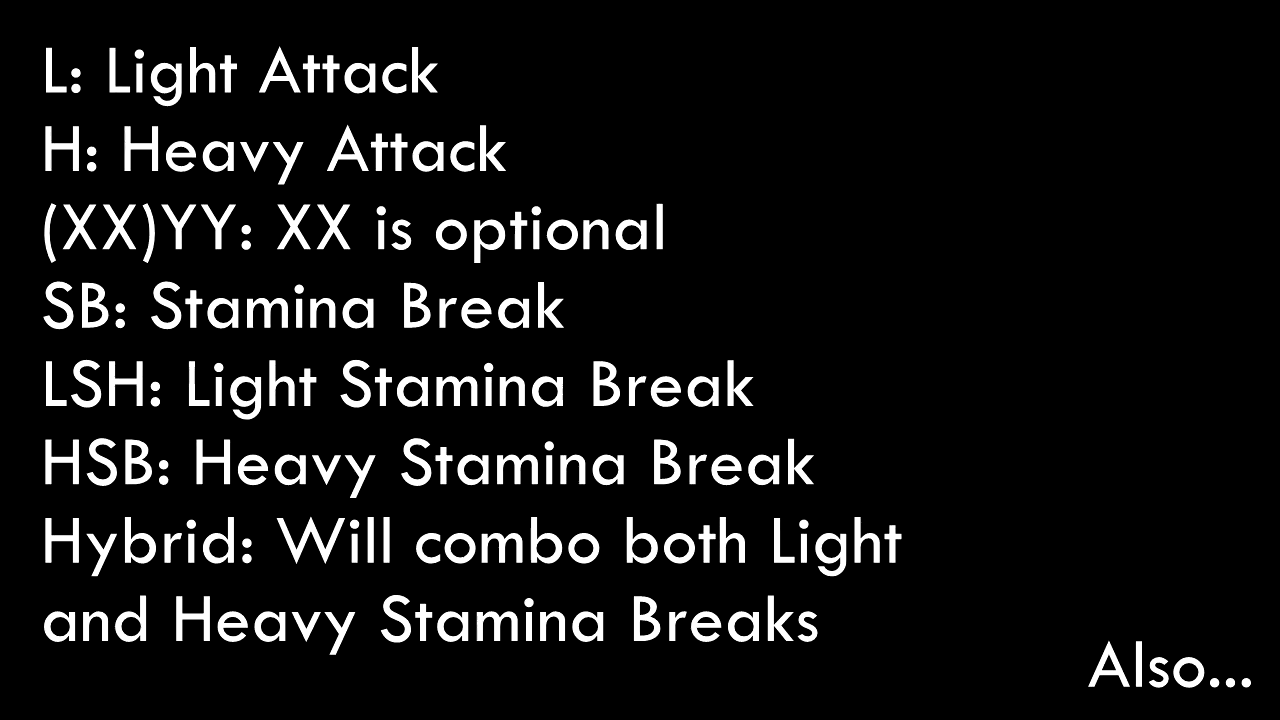 L: Light Attack
H: Heavy Attack
(XX)YY: XX is optional
SB: Stamina Break
LSH: Light Stamina Break
HSB: Heavy Stamina Break
Hybrid: Will combo both Light
and Heavy Stamina Breaks
Also...